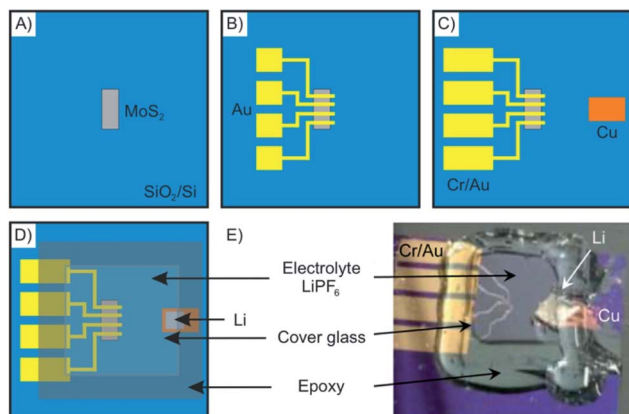 A)
MoS₂
SiO₂/Si
B)
Au
C)
Cu
Cr/Au
D)
E)
Electrolyte
LiPF₆
Li
Cover glass
Epoxy
Cr/Au
Li
Cu